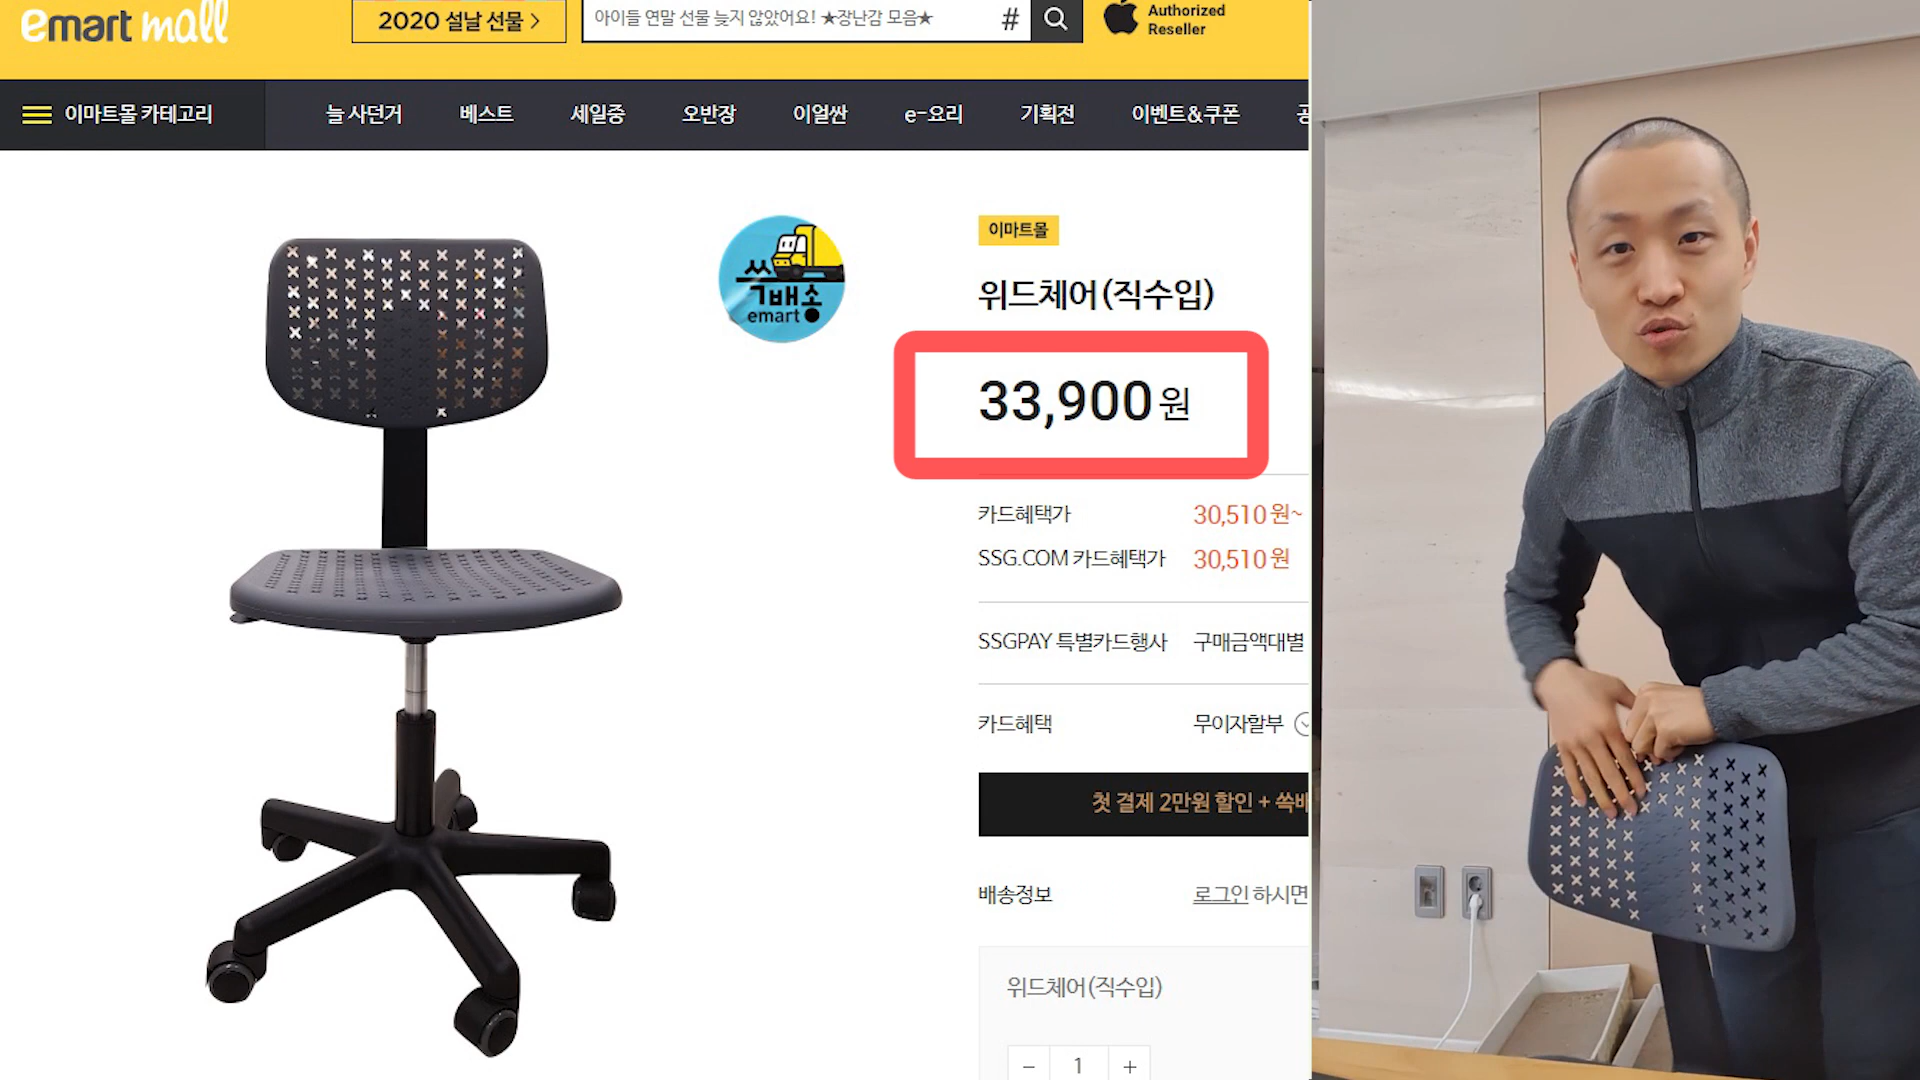 emart mall
2020 설날 선물 >
아이들 연말 선물 늦지 않았어요! ★장난감 모음★ #
Authorized
Reseller
이마트몰 카테고리
늘 사던거 베스트 세일중 오반장 이얼싼 e-요리 기획전 이벤트&쿠폰
쓱배송
emart
이마트몰
위드체어(직수입)
33,900원
카드혜택가 30,510원~
SSG.COM 카드혜택가 30,510원
SSGPAY 특별카드행사 구매금액대별
카드혜택 무이자할부
첫 결제 2만원 할인 + 쓱배
배송정보 로그인 하시면
위드체어(직수입)
− 1 +